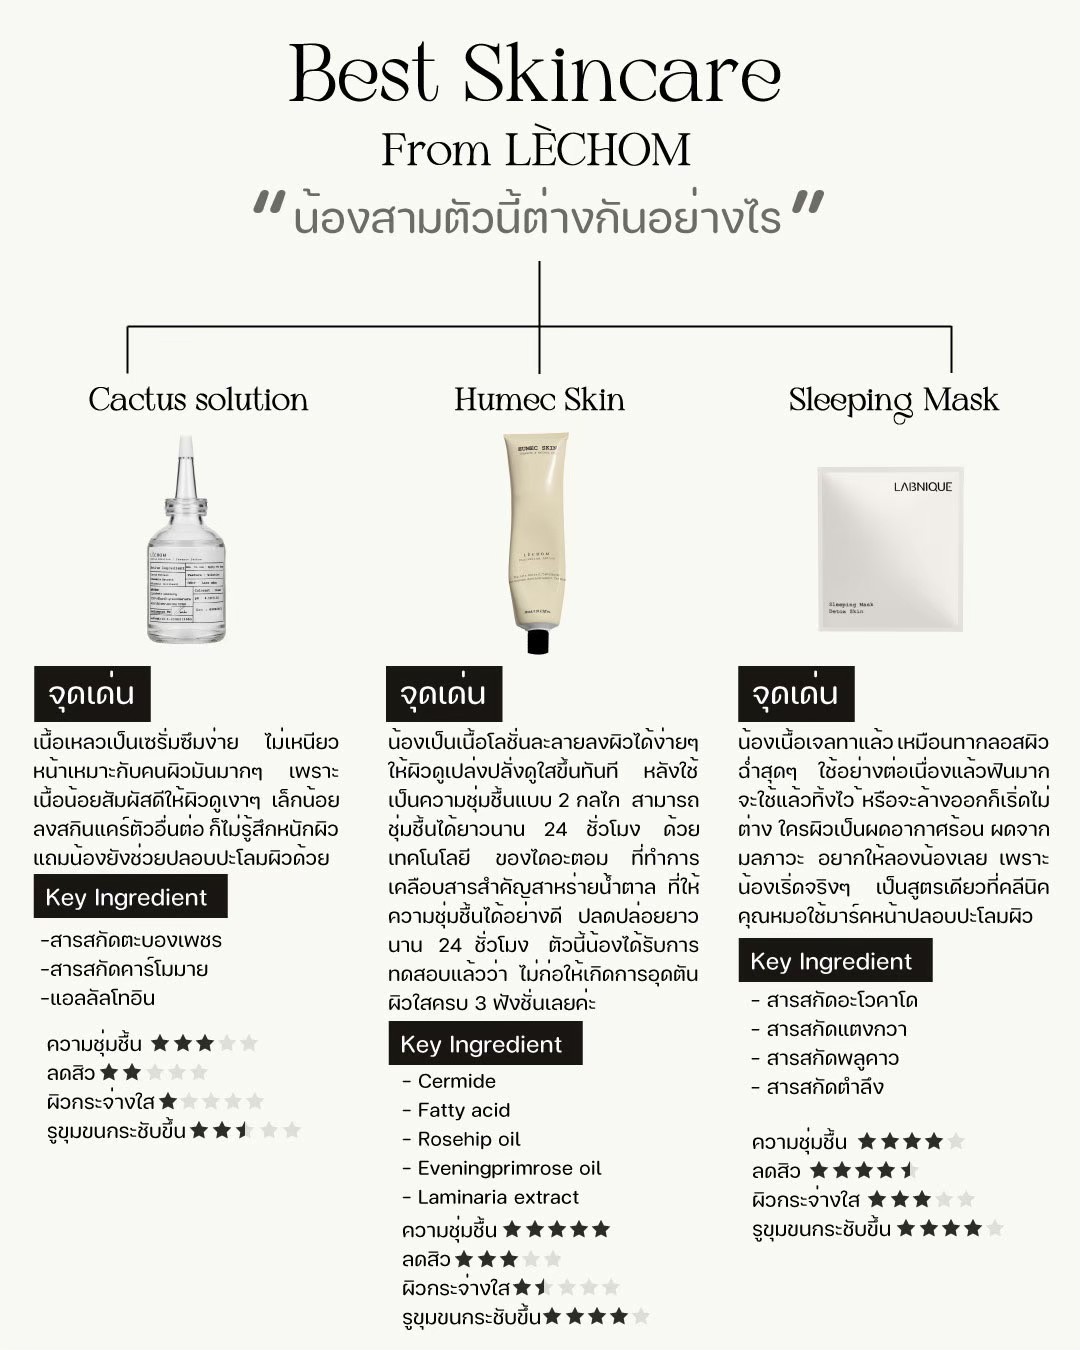 Best Skincare
From LÈCHOM
“น้องสามตัวนี้ต่างกันอย่างไร”
Cactus solution
Humec Skin
Sleeping Mask
LÈCHOM
HUMEC SKIN
LÈCHOM
LABNIQUE
Sleeping Mask
Detox Skin
จุดเด่น
เนื้อเหลวเป็นเซรั่มซึมง่าย ไม่เหนียว
หน้าเหมาะกับคนผิวมันมากๆ เพราะ
เนื้อน้อยสัมผัสดีให้ผิวดูเงาๆ เล็กน้อย
ลงสกินแคร์ตัวอื่นต่อ ก็ไม่รู้สึกหนักผิว
แถมน้องยังช่วยปลอบปะโลมผิวด้วย
Key Ingredient
-สารสกัดตะบองเพชร
-สารสกัดคาร์โมมาย
-แอลลัลโทอิน
ความชุ่มชื้น
ลดสิว
ผิวกระจ่างใส
รูขุมขนกระชับขึ้น
จุดเด่น
น้องเป็นเนื้อโลชั่นละลายลงผิวได้ง่ายๆ
ให้ผิวดูเปล่งปลั่งดูใสขึ้นทันที หลังใช้
เป็นความชุ่มชื้นแบบ 2 กลไก สามารถ
ชุ่มชื้นได้ยาวนาน 24 ชั่วโมง ด้วย
เทคโนโลยี ของไดอะตอม ที่ทำการ
เคลือบสารสำคัญสาหร่ายน้ำตาล ที่ให้
ความชุ่มชื้นได้อย่างดี ปลดปล่อยยาว
นาน 24 ชั่วโมง ตัวนี้น้องได้รับการ
ทดสอบแล้วว่า ไม่ก่อให้เกิดการอุดตัน
ผิวใสครบ 3 ฟังชั่นเลยค่ะ
Key Ingredient
- Cermide
- Fatty acid
- Rosehip oil
- Eveningprimrose oil
- Laminaria extract
ความชุ่มชื้น
ลดสิว
ผิวกระจ่างใส
รูขุมขนกระชับขึ้น
จุดเด่น
น้องเนื้อเจลทาแล้วเหมือนทากลอสผิว
ฉ่ำสุดๆ ใช้อย่างต่อเนื่องแล้วฟินมาก
จะใช้แล้วทิ้งไว้ หรือจะล้างออกก็เริ่ดไม่
ต่าง ใครผิวเป็นผดอากาศร้อน ผดจาก
มลภาวะ อยากให้ลองน้องเลย เพราะ
น้องเริ่ดจริงๆ เป็นสูตรเดียวที่คลีนิค
คุณหมอใช้มาร์คหน้าปลอบปะโลมผิว
Key Ingredient
- สารสกัดอะโวคาโด
- สารสกัดแตงกวา
- สารสกัดพลูคาว
- สารสกัดตำลึง
ความชุ่มชื้น
ลดสิว
ผิวกระจ่างใส
รูขุมขนกระชับขึ้น